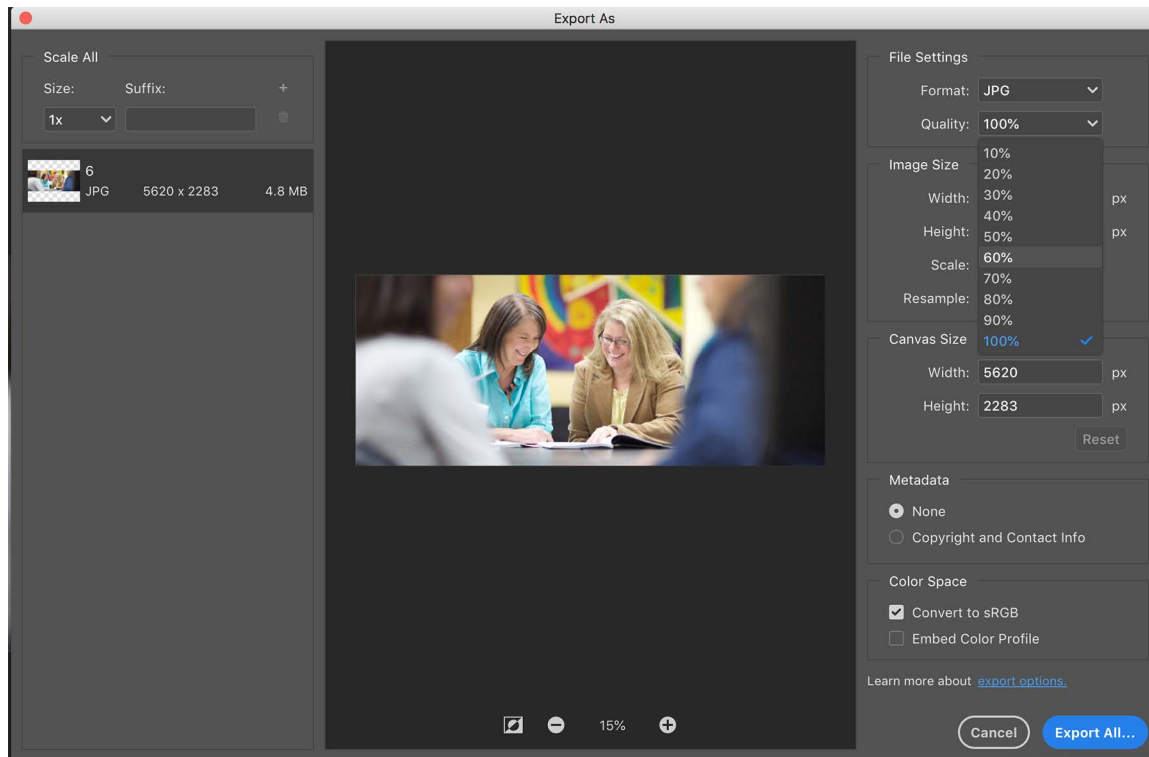 Export As
Scale All
Size: Suffix: +
1x
6
JPG 5620 x 2283 4.8 MB
15%
File Settings
Format: JPG
Quality: 100%
10%
20%
30%
40%
50%
60%
70%
80%
90%
100%
Image Size
Width: px
Height: px
Scale:
Resample:
Canvas Size
Width: 5620 px
Height: 2283 px
Reset
Metadata
None
Copyright and Contact Info
Color Space
Convert to sRGB
Embed Color Profile
Learn more about export options.
Cancel Export All...